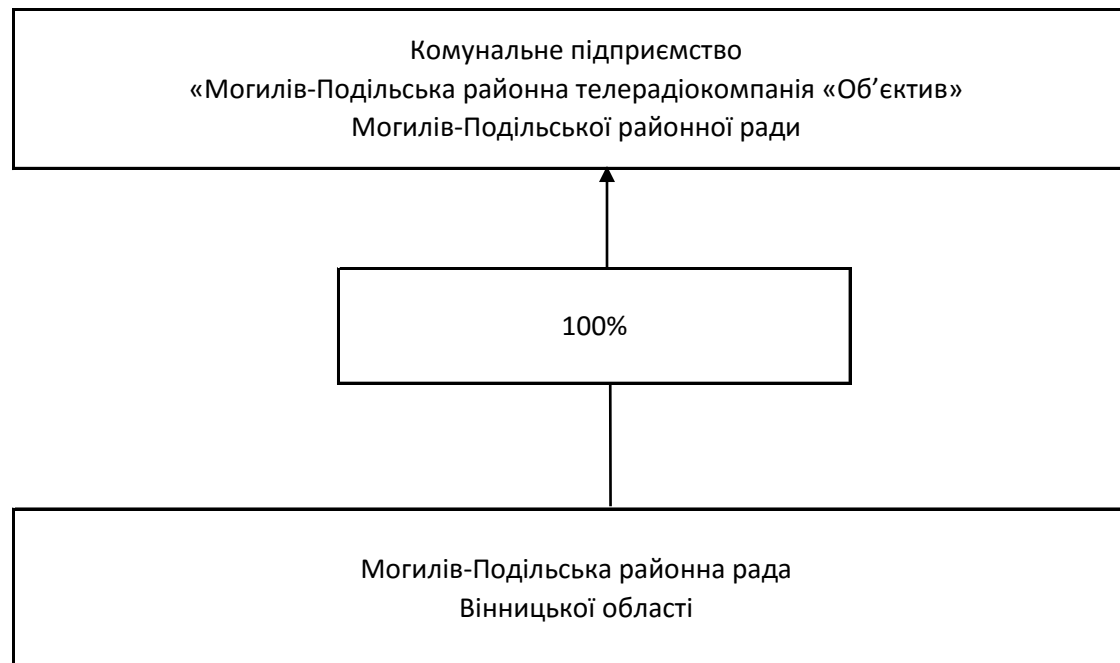 Комунальне підприємство
«Могилів-Подільська районна телерадіокомпанія «Об’єктив»
Могилів-Подільської районної ради
100%
Могилів-Подільська районна рада
Вінницької області